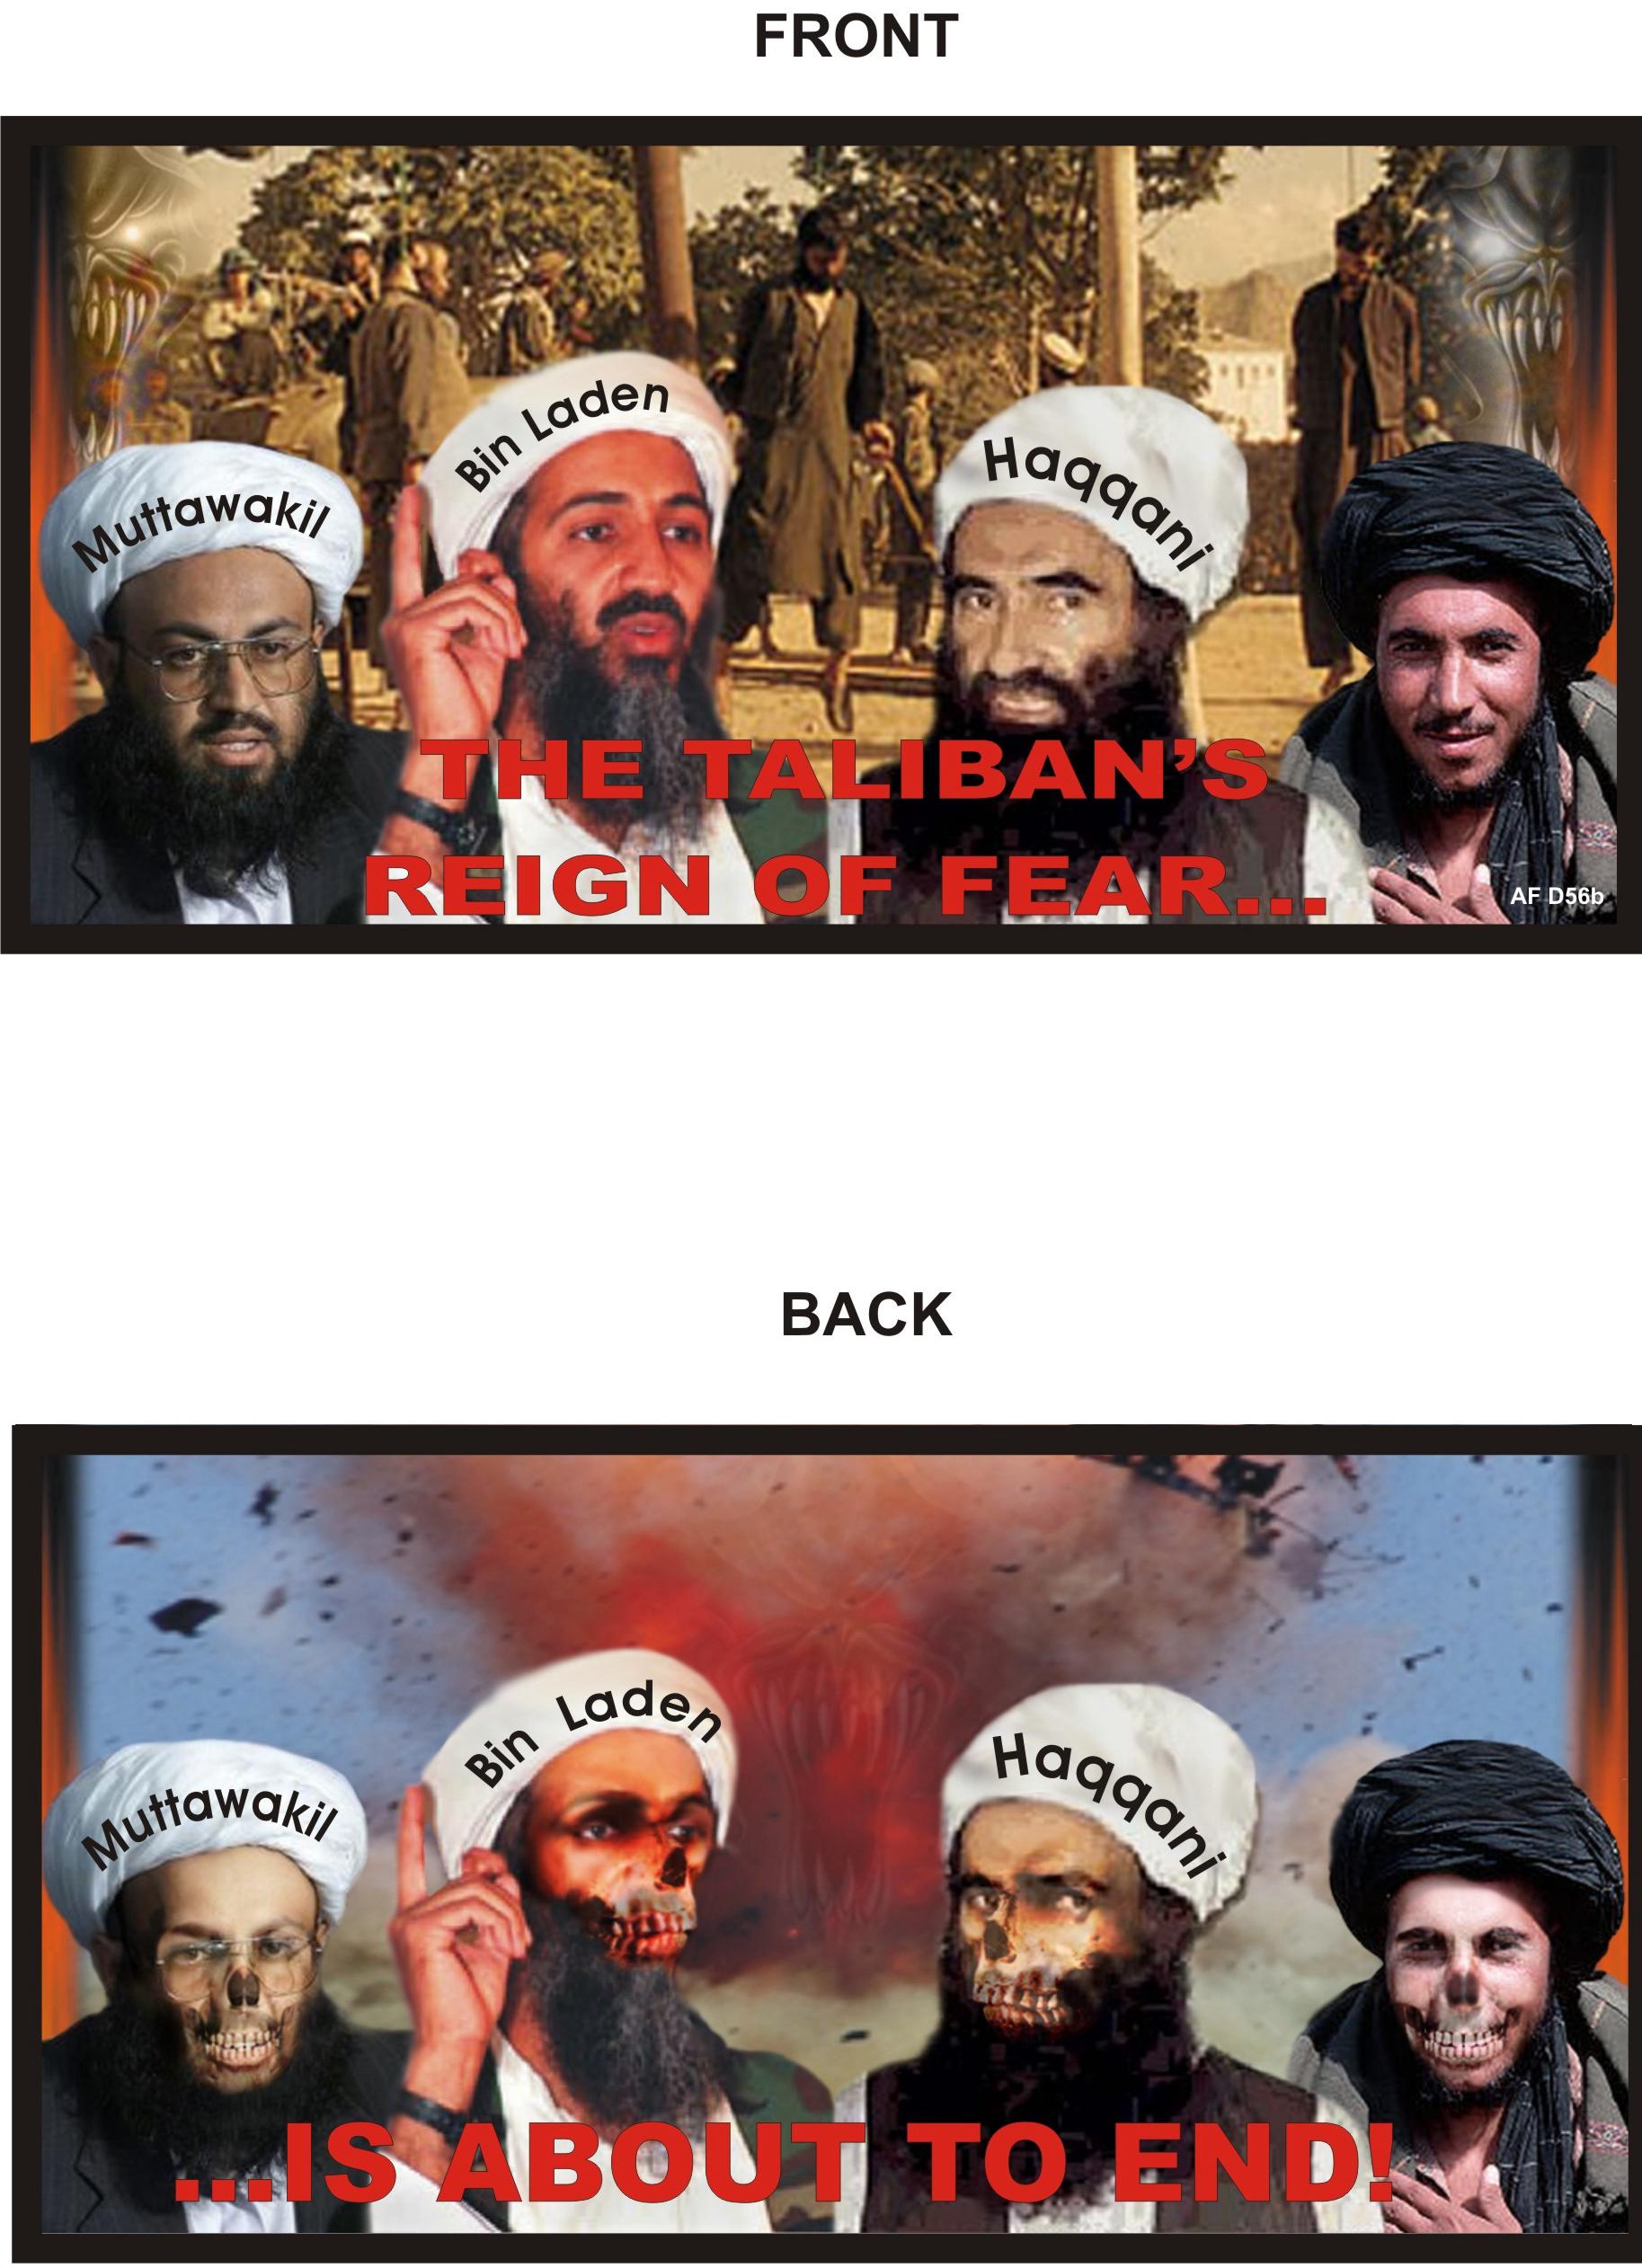 FRONT
Bin Laden
Haqqani
Muttawakil
THE TALIBAN’S
REIGN OF FEAR...
AF D56b
BACK
Bin Laden
Haqqani
Muttawakil
...IS ABOUT TO END!